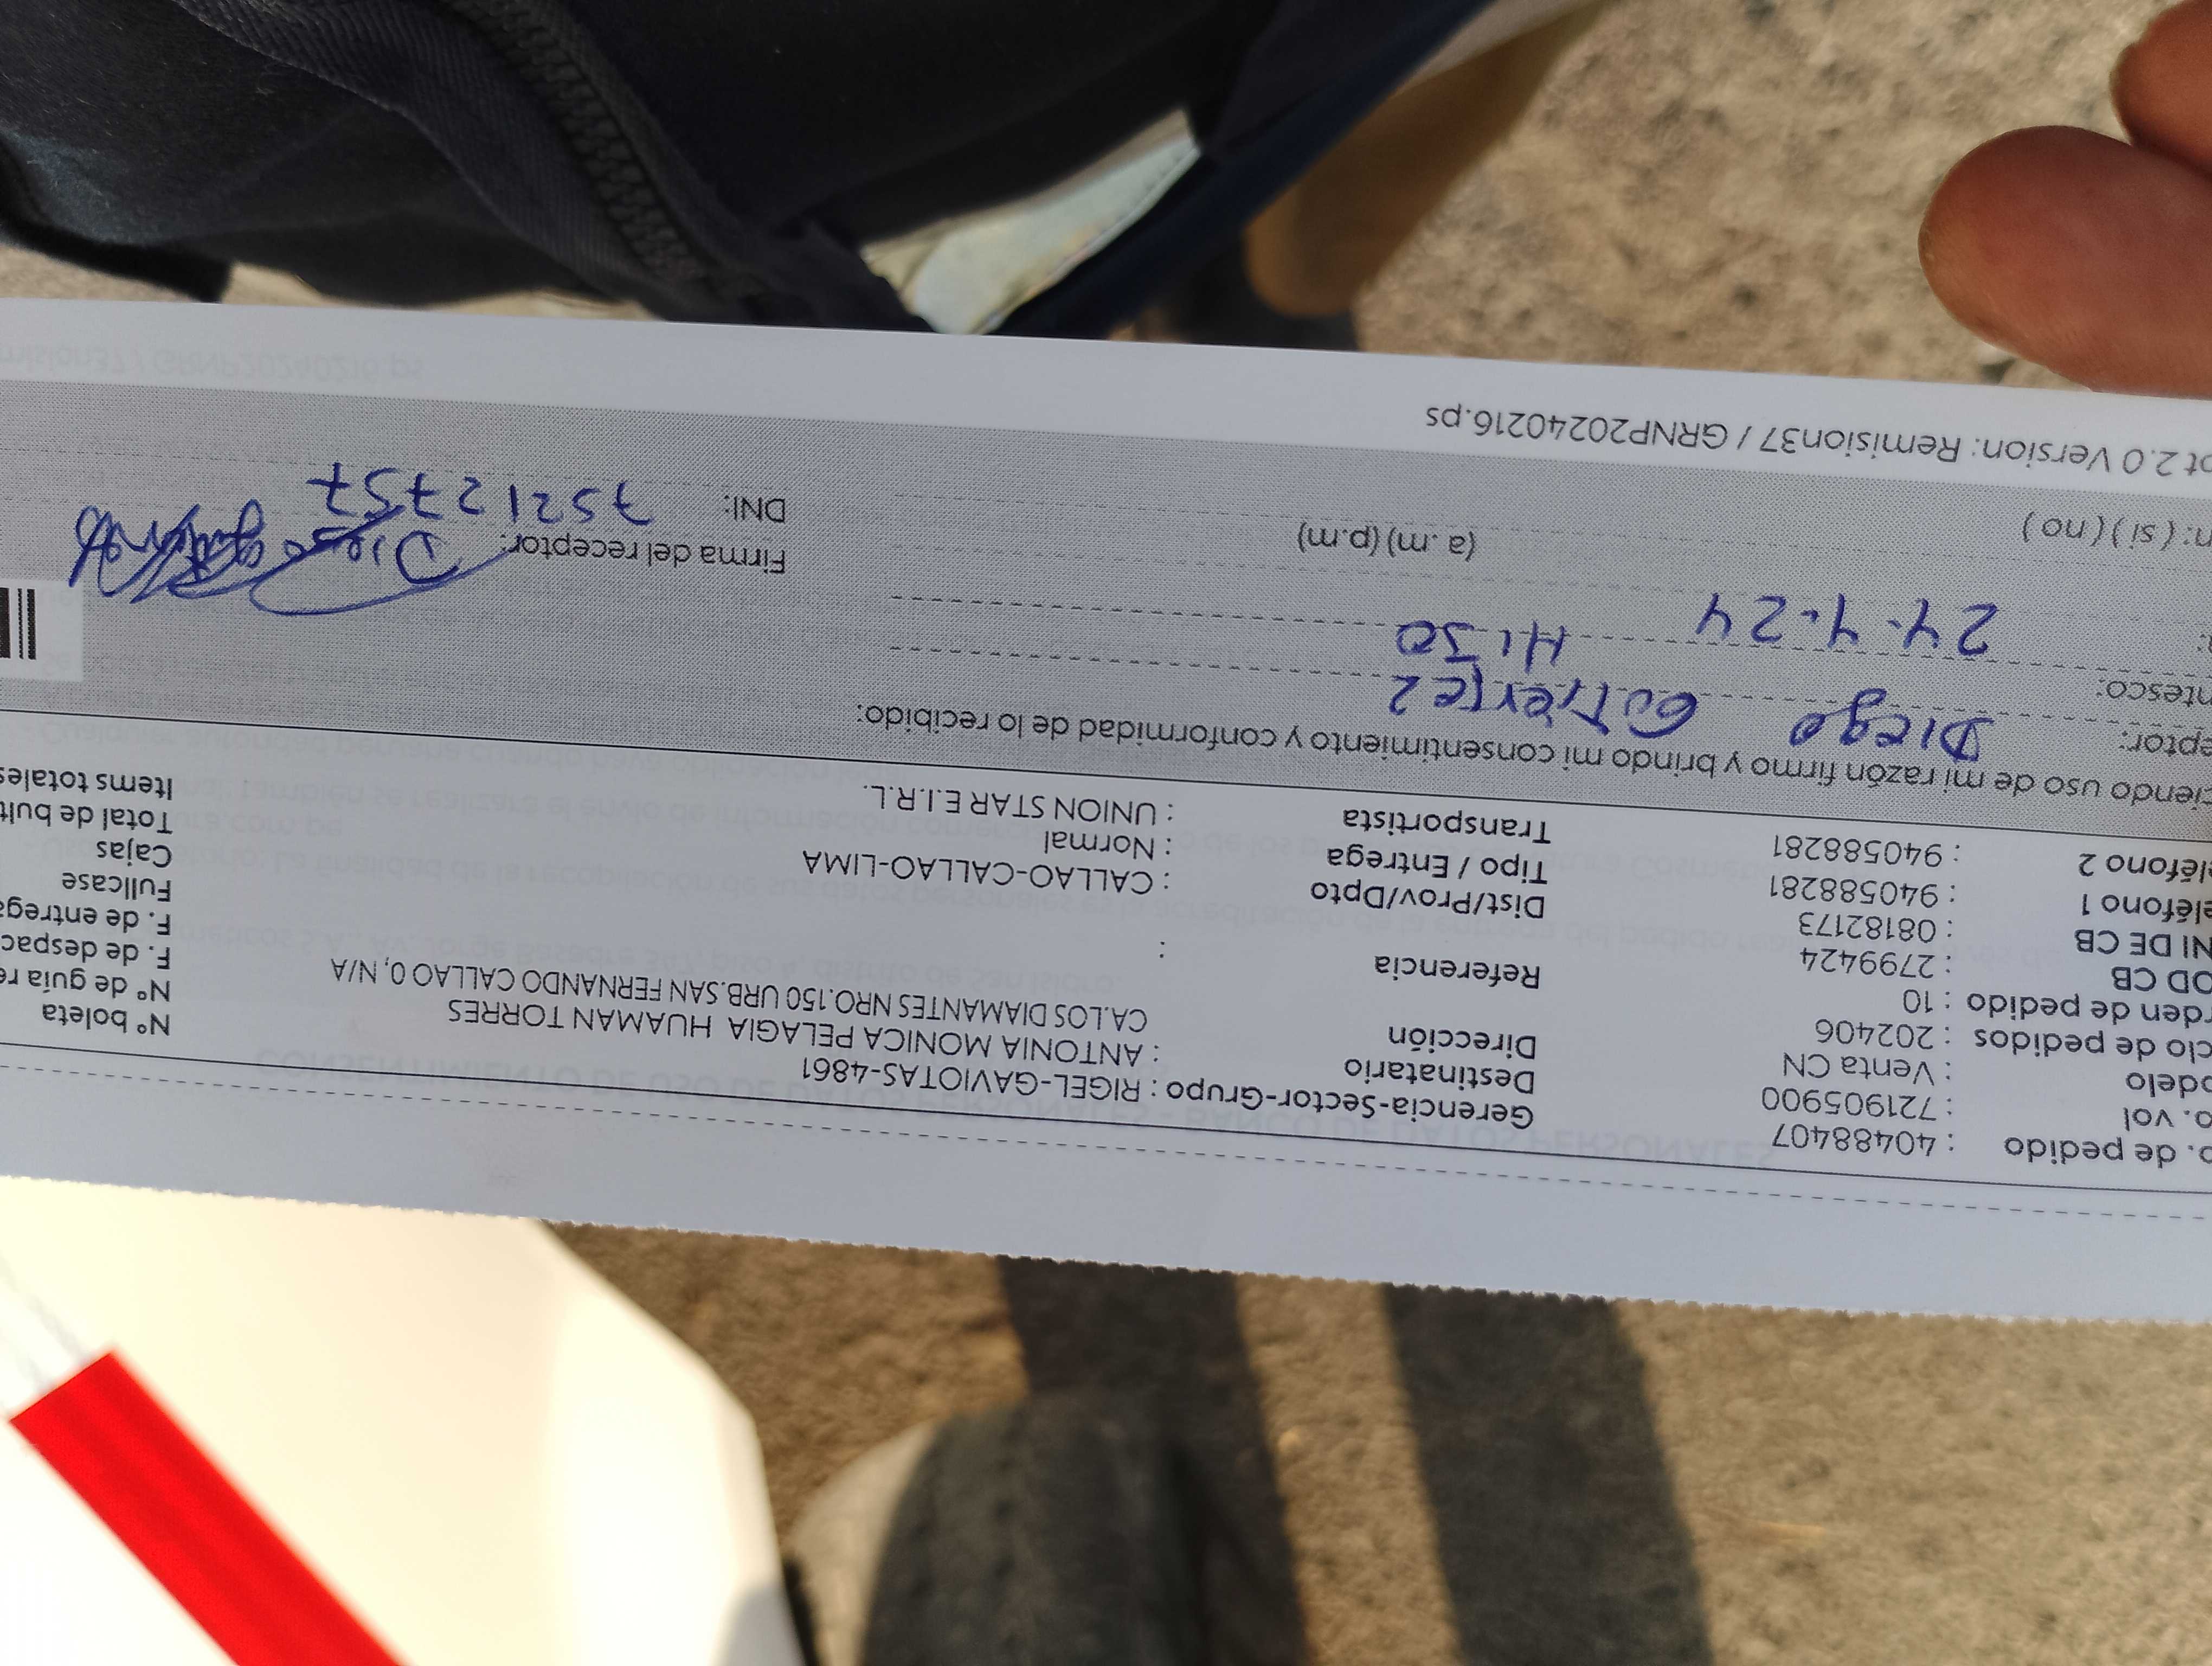 o. de pedido : 40488407
o. vol : 721905900
odelo : Venta CN
clo de pedidos : 202406
rden de pedido : 10
OD CB : 2799424
NI DE CB : 08182173
eléfono 1 : 940588281
eléfono 2 : 940588281
Gerencia-Sector-Grupo : RIGEL-GAVIOTAS-4861
Destinatario : ANTONIA MONICA PELAGIA HUAMAN TORRES
Dirección CA.LOS DIAMANTES NRO.150 URB.SAN FERNANDO CALLAO 0, N/A
Referencia :
Dist/Prov/Dpto : CALLAO-CALLAO-LIMA
Tipo / Entrega : Normal
Transportista : UNION STAR E.I.R.L.
Nº boleta
Nº de guía re
F. de despac
F. de entrega
Fullcase
Cajas
Total de bult
Items totales
ciendo uso de mi razón firmo y brindo mi consentimiento y conformidad de lo recibido:
eptor: Diego Gutierrez
ntesco:
24.4.24 H:30
(a.m) (p.m)
n: ( si ) ( no )
Firma del receptor: Diego
DNI: 75212757
pt 2.0 Version: Remision37 / GRNP20240216.ps